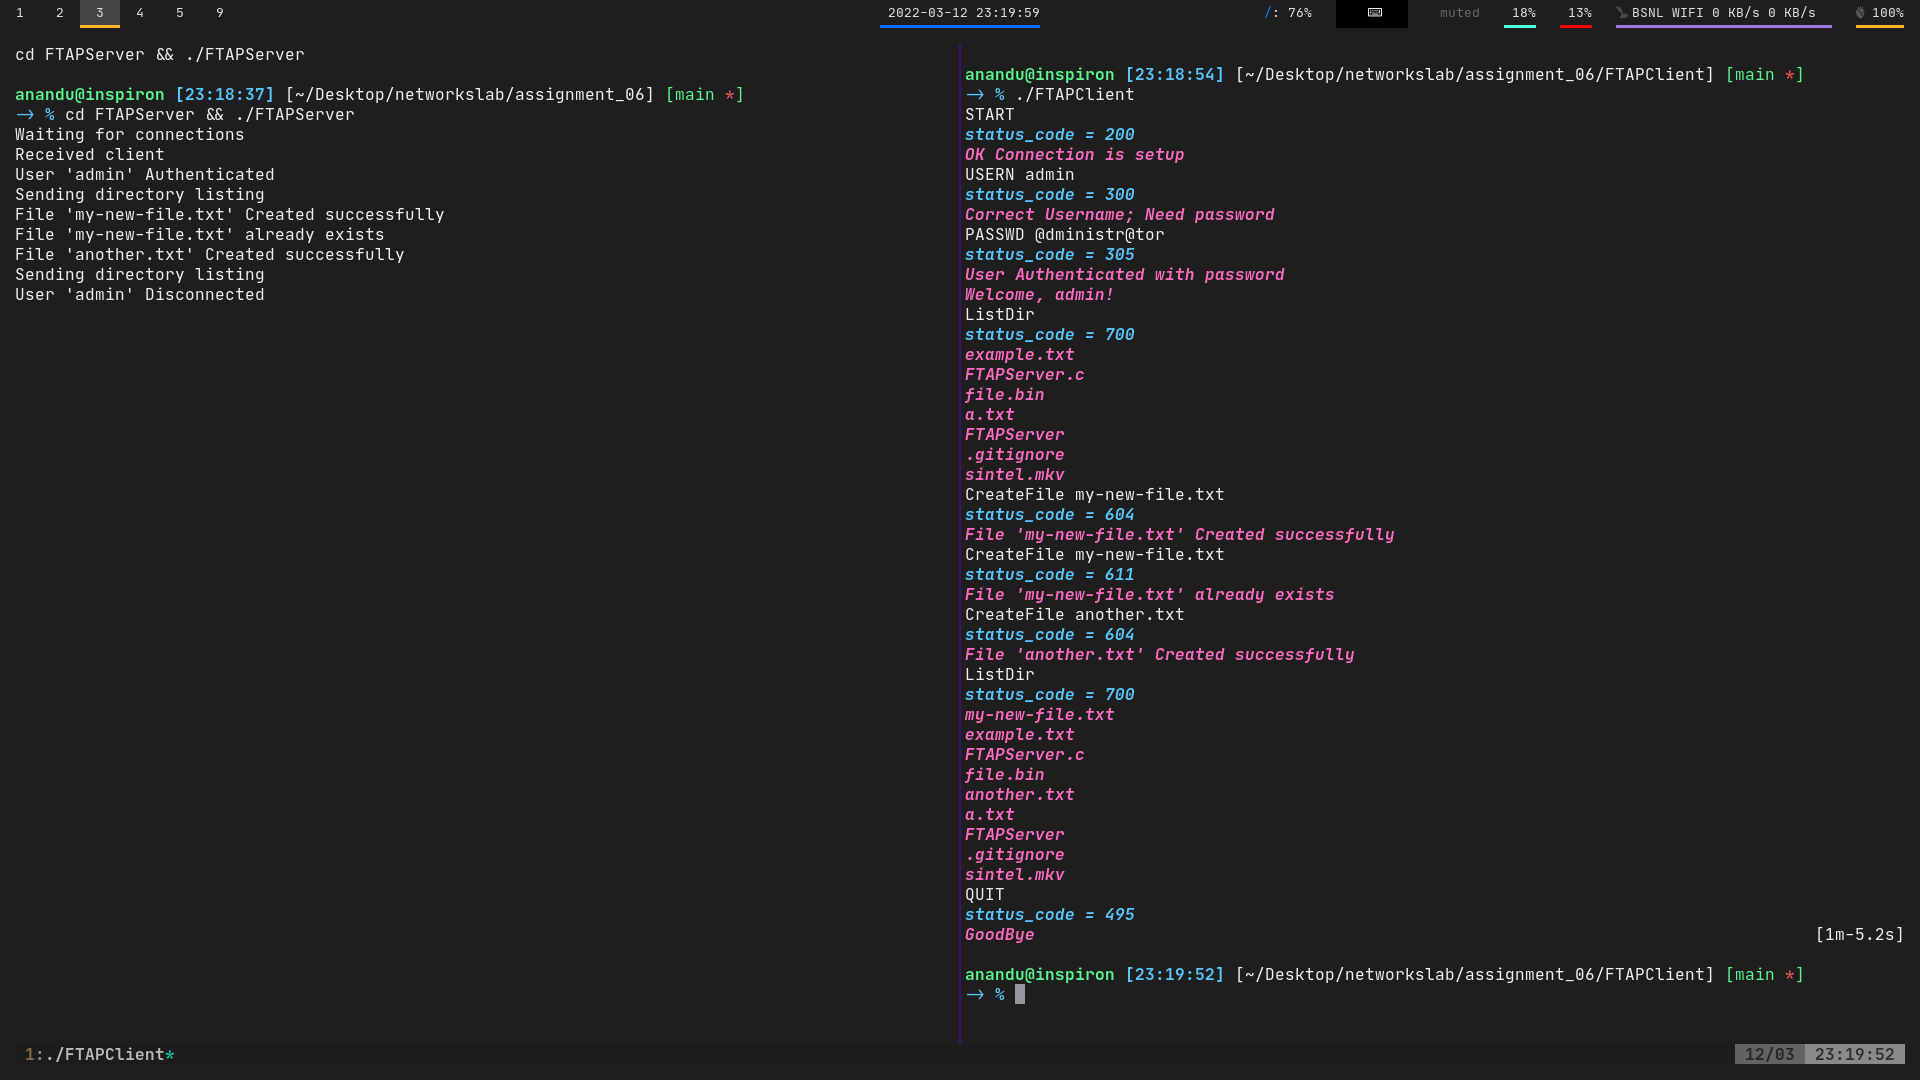 1 2 3 4 5 9 2022-03-12 23:19:59 /: 76% muted 18% 13% BSNL WIFI 0 KB/s 0 KB/s 100%
cd FTAPServer && ./FTAPServer
anandu@inspiron [23:18:37] [~/Desktop/networkslab/assignment_06] [main *]
-> % cd FTAPServer && ./FTAPServer
Waiting for connections
Received client
User 'admin' Authenticated
Sending directory listing
File 'my-new-file.txt' Created successfully
File 'my-new-file.txt' already exists
File 'another.txt' Created successfully
Sending directory listing
User 'admin' Disconnected
anandu@inspiron [23:18:54] [~/Desktop/networkslab/assignment_06/FTAPClient] [main *]
-> % ./FTAPClient
START
status_code = 200
OK Connection is setup
USERN admin
status_code = 300
Correct Username; Need password
PASSWD @dministr@tor
status_code = 305
User Authenticated with password
Welcome, admin!
ListDir
status_code = 700
example.txt
FTAPServer.c
file.bin
a.txt
FTAPServer
.gitignore
sintel.mkv
CreateFile my-new-file.txt
status_code = 604
File 'my-new-file.txt' Created successfully
CreateFile my-new-file.txt
status_code = 611
File 'my-new-file.txt' already exists
CreateFile another.txt
status_code = 604
File 'another.txt' Created successfully
ListDir
status_code = 700
my-new-file.txt
example.txt
FTAPServer.c
file.bin
another.txt
a.txt
FTAPServer
.gitignore
sintel.mkv
QUIT
status_code = 495
GoodBye [1m-5.2s]
anandu@inspiron [23:19:52] [~/Desktop/networkslab/assignment_06/FTAPClient] [main *]
-> %
1:./FTAPClient* 12/03 23:19:52